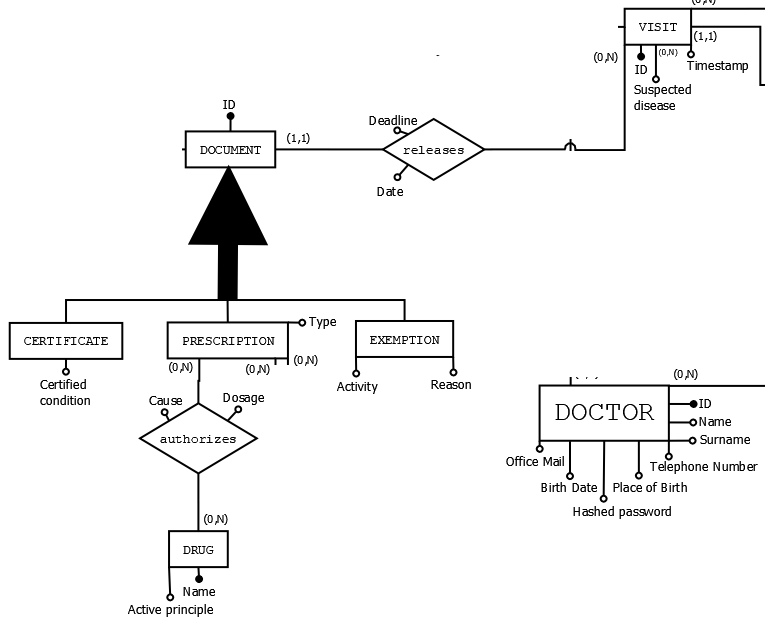 (0,N)
VISIT
(1,1)
(0,N)
(0,N)
ID
Timestamp
Suspected
disease
ID
DOCUMENT
(1,1)
Deadline
releases
Date
CERTIFICATE
Certified
condition
PRESCRIPTION
Type
(0,N)
(0,N)
(0,N)
EXEMPTION
Activity
Reason
Cause
Dosage
authorizes
(0,N)
DRUG
Name
Active principle
(0,N)
DOCTOR
ID
Name
Surname
Telephone Number
Office Mail
Birth Date
Place of Birth
Hashed password